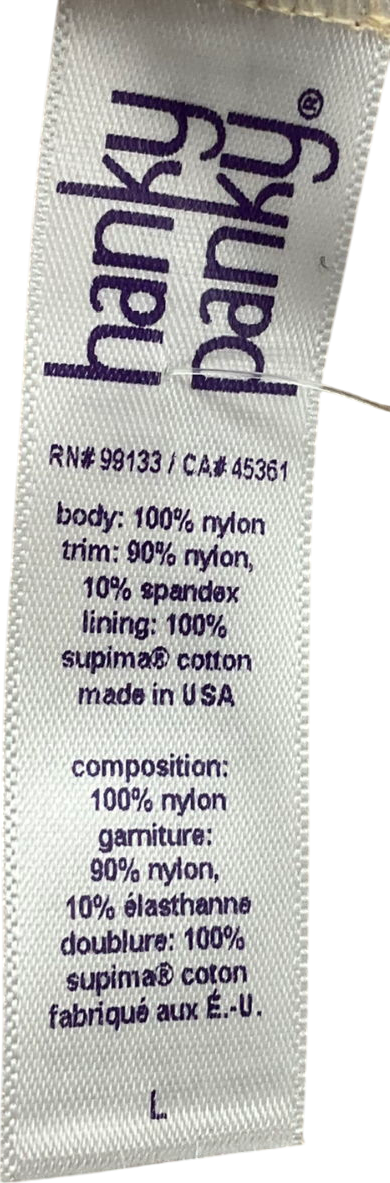 hanky
panky®
RN# 99133 / CA# 45361
body: 100% nylon
trim: 90% nylon,
10% spandex
lining: 100%
supima® cotton
made in USA
composition:
100% nylon
garniture:
90% nylon,
10% élasthanne
doublure: 100%
supima® coton
fabriqué aux É.-U.
L